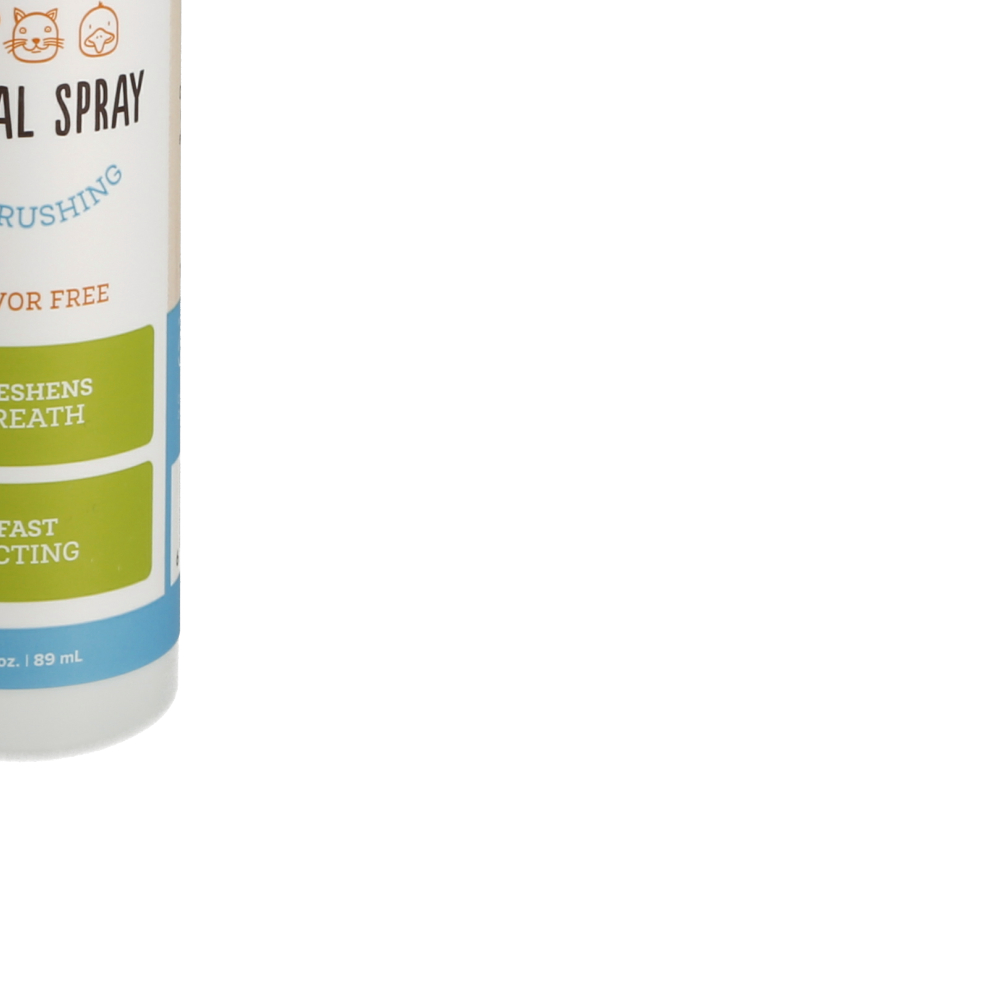 AL SPRAY
RUSHING
VOR FREE
ESHENS
REATH
FAST
CTING
oz. | 89 mL